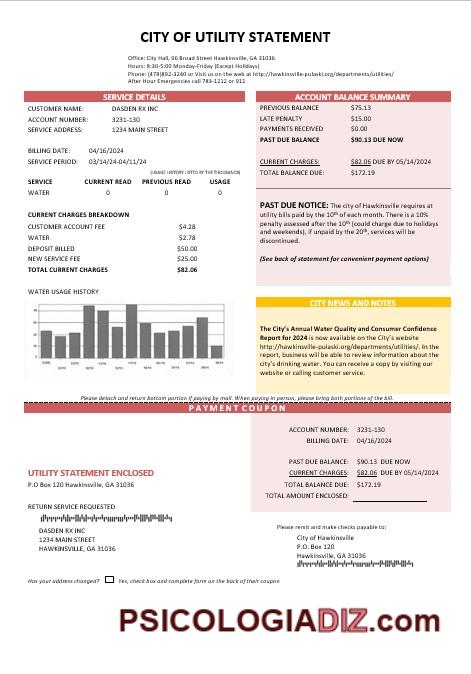 CITY OF UTILITY STATEMENT
Office: City Hall, 96 Broad Street Hawkinsville, GA 31036
Hours: 8:30-5:00 Monday-Friday (Except Holidays)
Phone: (478)892-3240 or Visit us on the web at http://hawkinsville-pulaski.org/departments/utilities/
After Hour Emergencies call 783-1212 or 911
SERVICE DETAILS
CUSTOMER NAME: DASDEN RX INC
ACCOUNT NUMBER: 3231-130
SERVICE ADDRESS: 1234 MAIN STREET
BILLING DATE: 04/16/2024
SERVICE PERIOD: 03/14/24-04/11/24
(USAGE HISTORY LISTED BY THE THOUSANDS)
SERVICE CURRENT READ PREVIOUS READ USAGE
WATER 0 0 0
CURRENT CHARGES BREAKDOWN
CUSTOMER ACCOUNT FEE $4.28
WATER $2.78
DEPOSIT BILLED $50.00
NEW SERVICE FEE $25.00
TOTAL CURRENT CHARGES $82.06
WATER USAGE HISTORY
40
30
20
10
0
ACCOUNT BALANCE SUMMARY
PREVIOUS BALANCE $75.13
LATE PENALTY $15.00
PAYMENTS RECEIVED $0.00
PAST DUE BALANCE $90.13 DUE NOW
CURRENT CHARGES: $82.06 DUE BY 05/14/2024
TOTAL BALANCE DUE: $172.19
PAST DUE NOTICE: The city of Hawkinsville requires at
utility bills paid by the 10th of each month. There is a 10%
penalty assessed after the 10th (could charge due to holidays
and weekends), if unpaid by the 20th, services will be
discontinued.
(See back of statement for convenient payment options)
CITY NEWS AND NOTES
The City's Annual Water Quality and Consumer Confidence
Report for 2024 is now available on the City's website
http://hawkinsville-pulaski.org/departments/utilities/. In the
report, business will be able to review information about the
city's drinking water. You can receive a copy by visiting our
website or calling customer service.
Please detach and return bottom portion if paying by mail. When paying in person, please bring both portions of the bill.
PAYMENT COUPON
ACCOUNT NUMBER: 3231-130
BILLING DATE: 04/16/2024
PAST DUE BALANCE: $90.13 DUE NOW
CURRENT CHARGES: $82.06 DUE BY 05/14/2024
TOTAL BALANCE DUE: $172.19
TOTAL AMOUNT ENCLOSED:
UTILITY STATEMENT ENCLOSED
P.O Box 120 Hawkinsville, GA 31036
RETURN SERVICE REQUESTED
DASDEN RX INC
1234 MAIN STREET
HAWKINSVILLE, GA 31036
Please remit and make checks payable to:
City of Hawkinsville
P.O. Box 120
Hawkinsville, GA 31036
Has your address changed? Yes, check box and complete form on the back of their coupon
PSICOLOGIADIZ.com